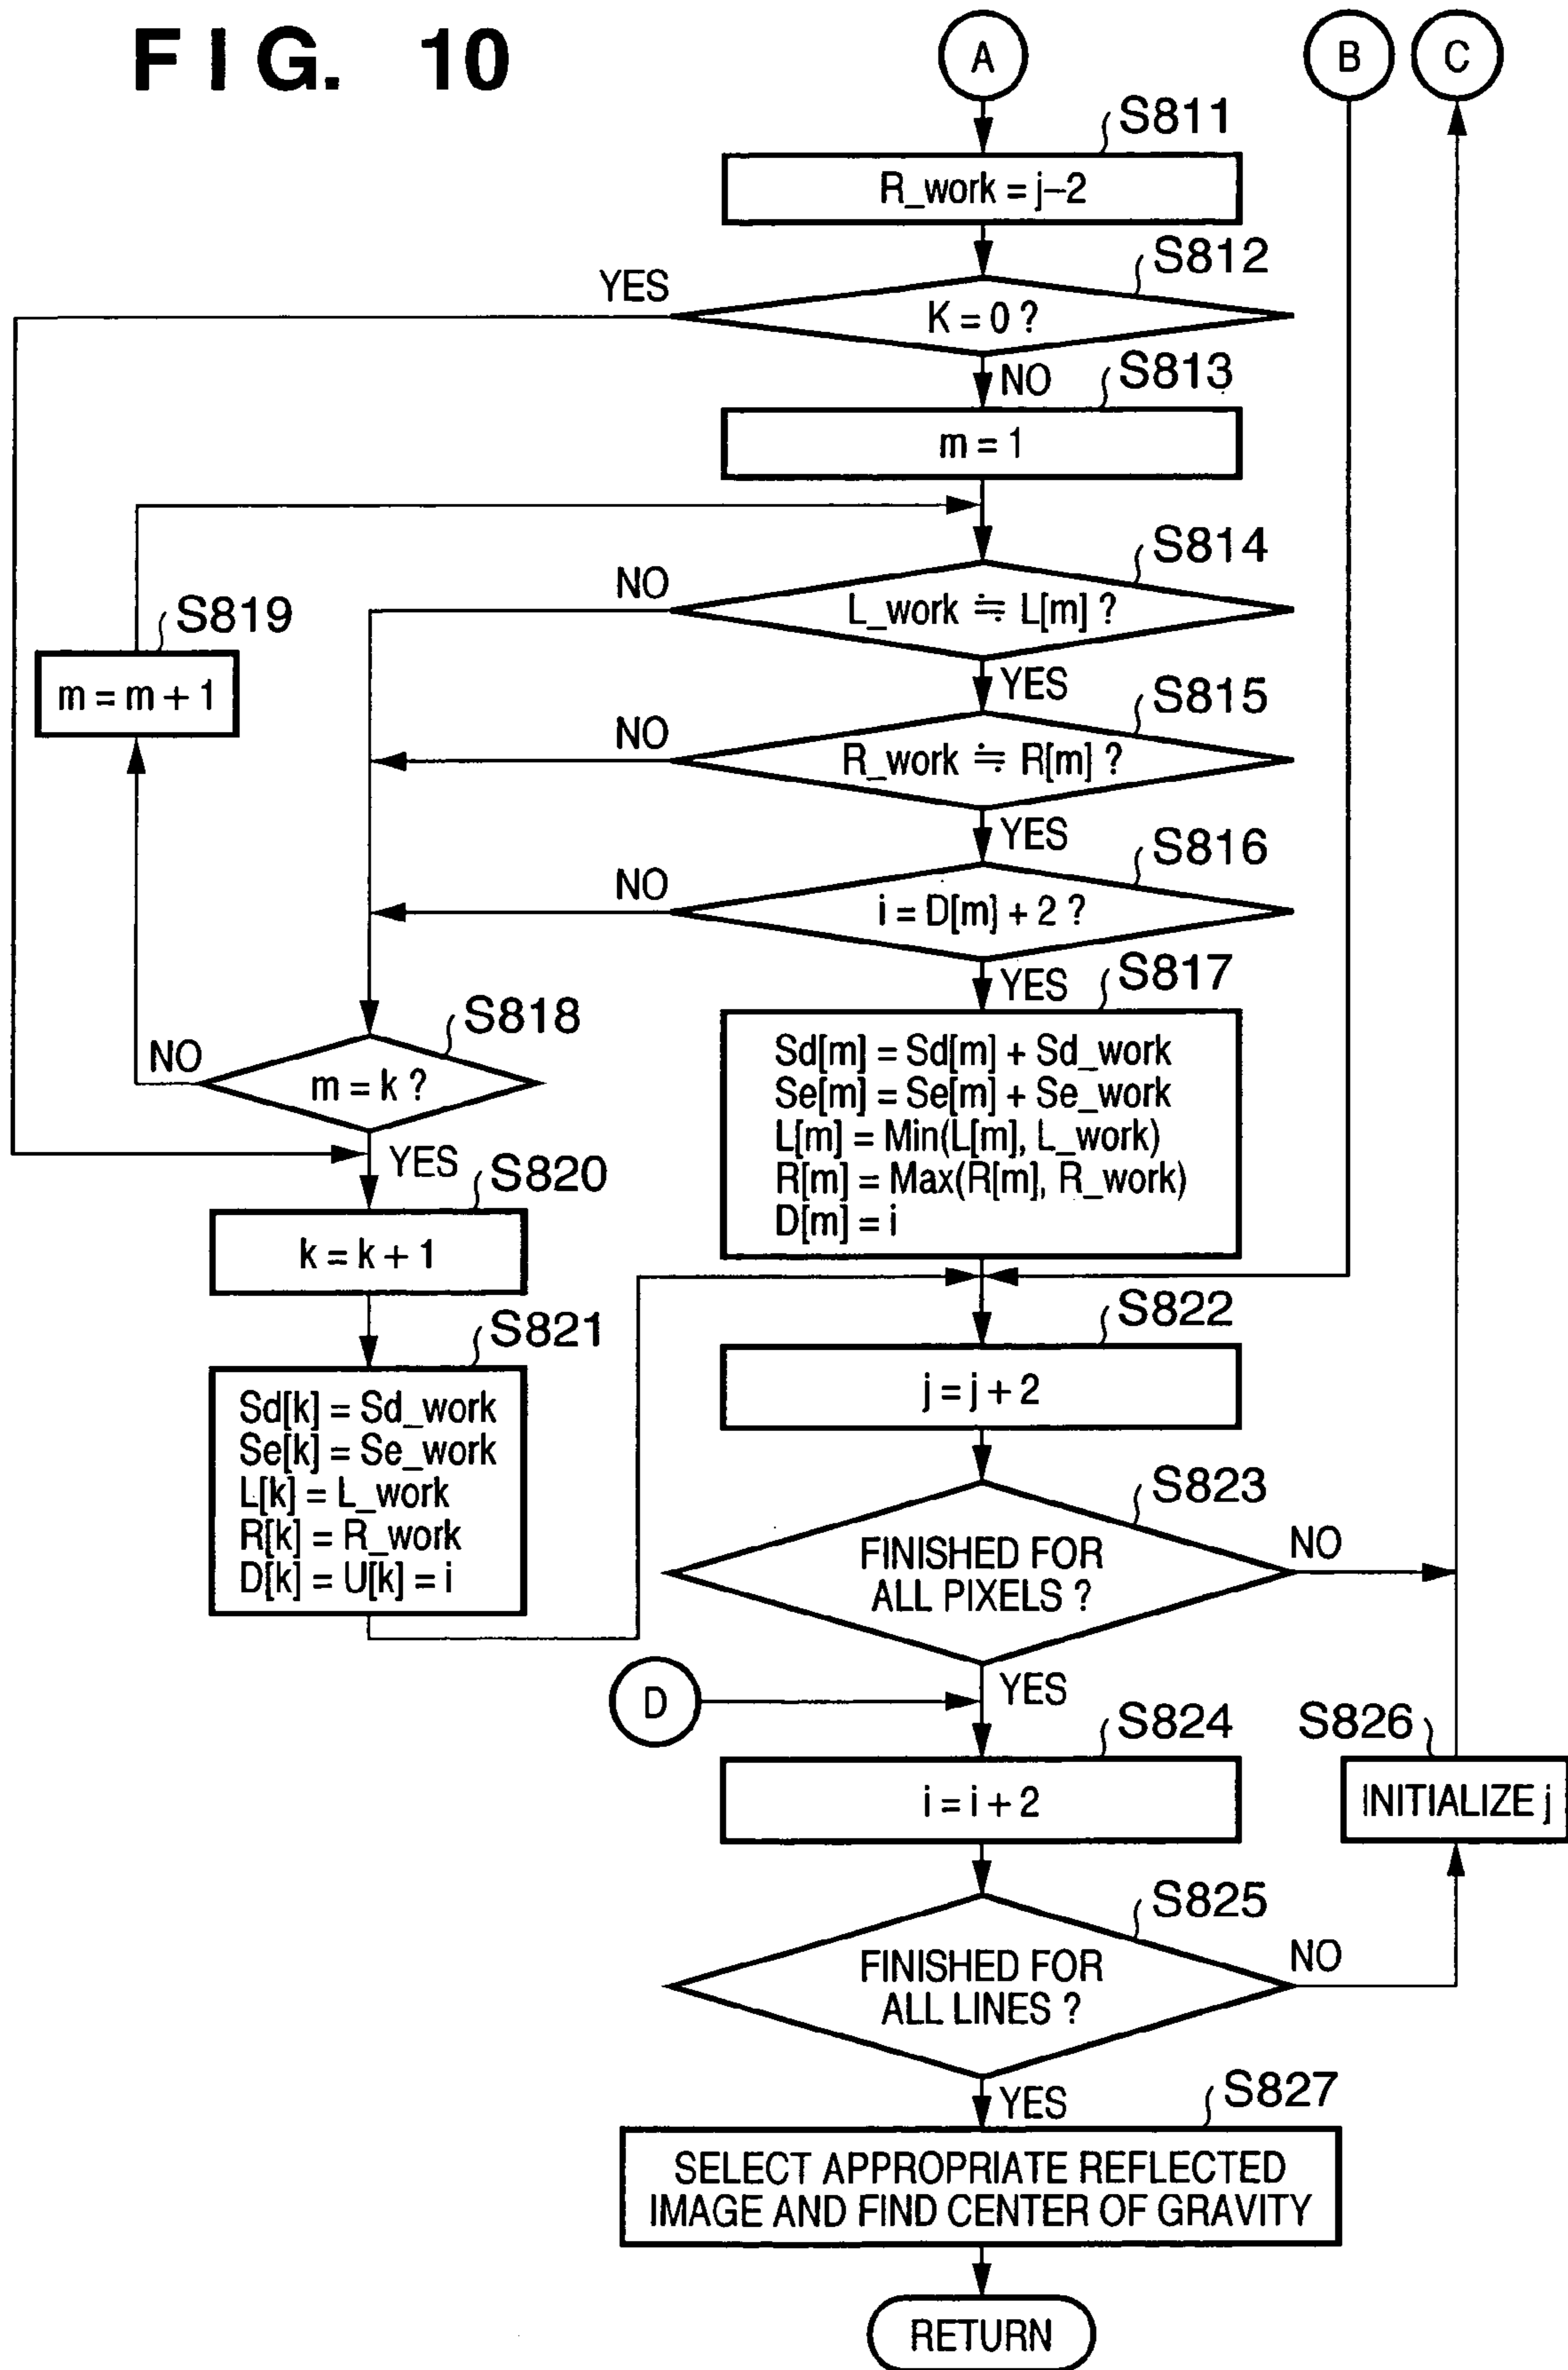 FIG. 10
A
B
C
S811
R_work = j–2
S812
YES
K = 0 ?
NO
S813
m = 1
S814
NO
L_work ≒ L[m] ?
S819
m = m + 1
YES
S815
NO
R_work ≒ R[m] ?
YES
S816
NO
i = D[m] + 2 ?
YES
S817
Sd[m] = Sd[m] + Sd_work
Se[m] = Se[m] + Se_work
L[m] = Min(L[m], L_work)
R[m] = Max(R[m], R_work)
D[m] = i
S818
NO
m = k ?
YES
S820
k = k + 1
S821
Sd[k] = Sd_work
Se[k] = Se_work
L[k] = L_work
R[k] = R_work
D[k] = U[k] = i
S822
j = j + 2
S823
FINISHED FOR
ALL PIXELS ?
NO
YES
D
S824
i = i + 2
S826
INITIALIZE j
S825
FINISHED FOR
ALL LINES ?
NO
YES
S827
SELECT APPROPRIATE REFLECTED
IMAGE AND FIND CENTER OF GRAVITY
RETURN